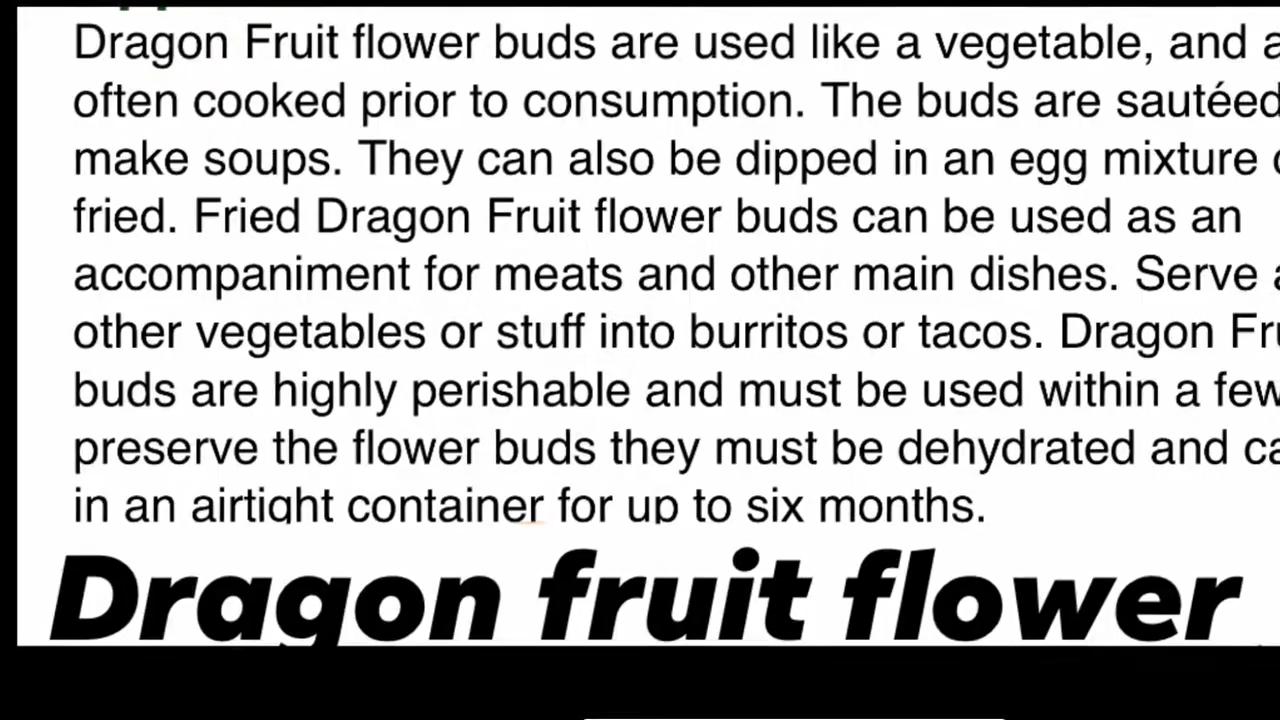 Dragon Fruit flower buds are used like a vegetable, and
often cooked prior to consumption. The buds are sautéed
make soups. They can also be dipped in an egg mixture
fried. Fried Dragon Fruit flower buds can be used as an
accompaniment for meats and other main dishes. Serve
other vegetables or stuff into burritos or tacos. Dragon
buds are highly perishable and must be used within a few
preserve the flower buds they must be dehydrated and
in an airtight container for up to six months.
Dragon fruit flower